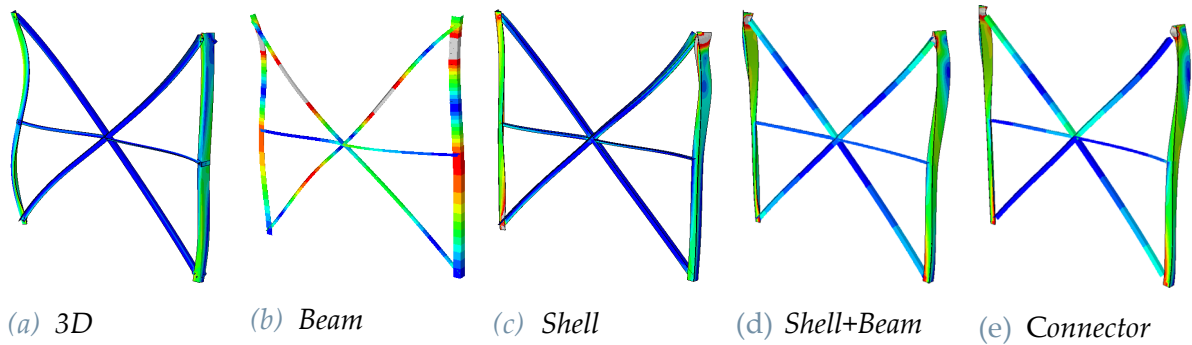 (a) 3D
(b) Beam
(c) Shell
(d) Shell+Beam
(e) Connector